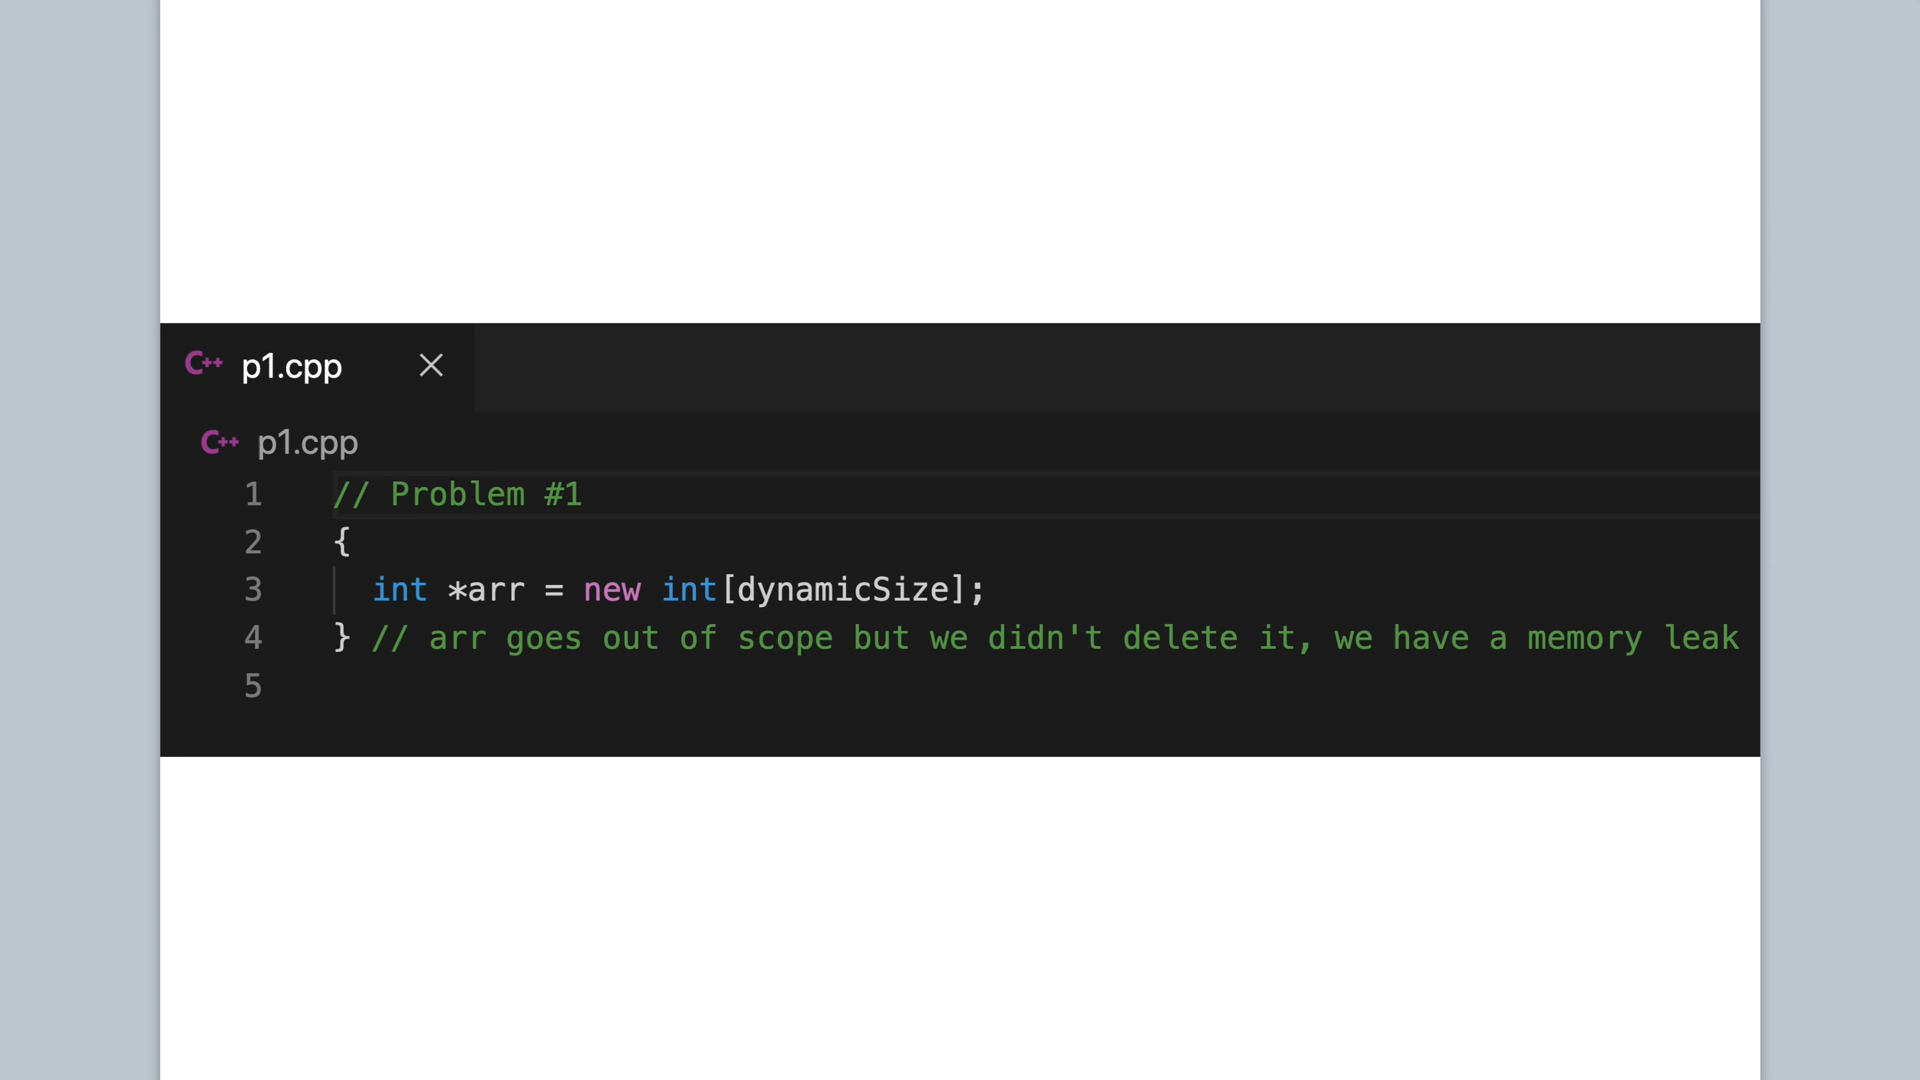 C++ p1.cpp
C++ p1.cpp
1 // Problem #1
2 {
3 int *arr = new int[dynamicSize];
4 } // arr goes out of scope but we didn't delete it, we have a memory leak
5